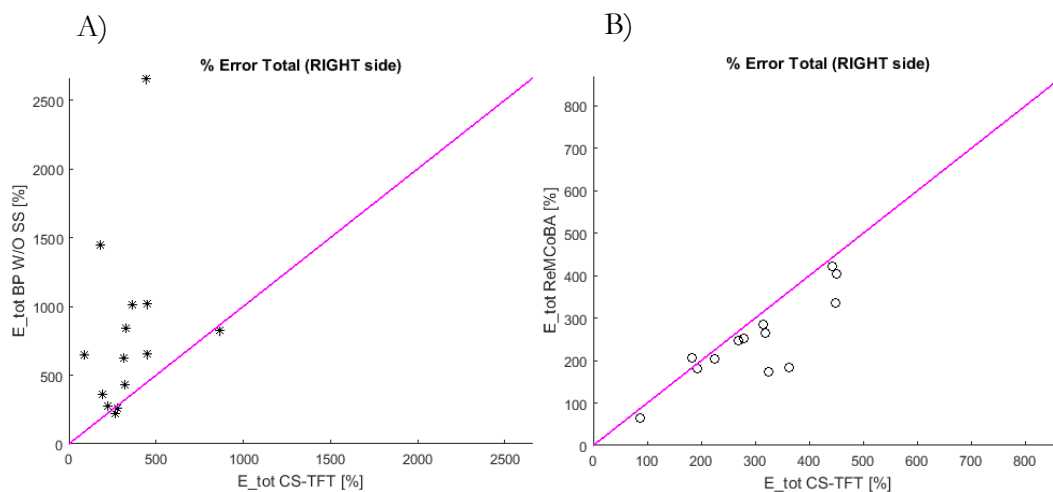 A)
% Error Total (RIGHT side)
E_tot BP W/O SS [%]
2500
2000
1500
1000
500
0
0 500 1000 1500 2000 2500
E_tot CS-TFT [%]
B)
% Error Total (RIGHT side)
E_tot ReMCoBA [%]
800
700
600
500
400
300
200
100
0
0 100 200 300 400 500 600 700 800
E_tot CS-TFT [%]